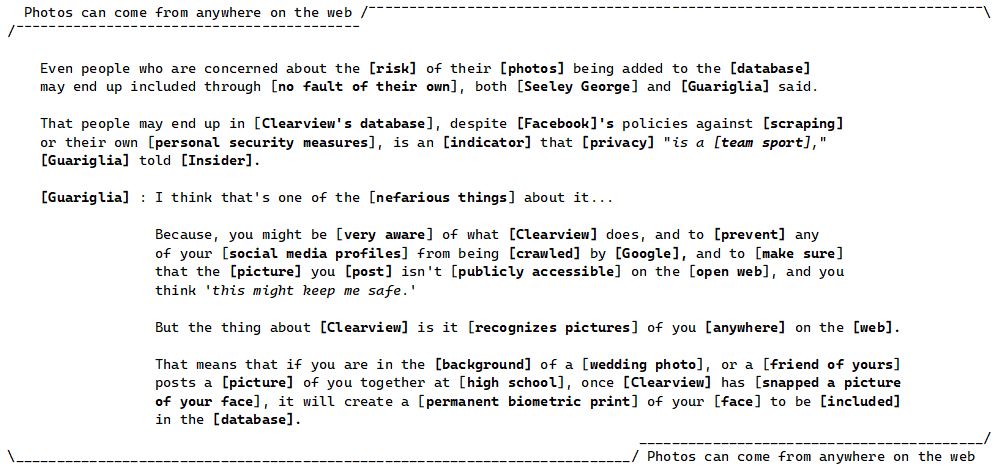 Photos can come from anywhere on the web
Even people who are concerned about the [risk] of their [photos] being added to the [database]
may end up included through [no fault of their own], both [Seeley George] and [Guariglia] said.
That people may end up in [Clearview's database], despite [Facebook]'s policies against [scraping]
or their own [personal security measures], is an [indicator] that [privacy] "is a [team sport],"
[Guariglia] told [Insider].
[Guariglia] : I think that's one of the [nefarious things] about it...
Because, you might be [very aware] of what [Clearview] does, and to [prevent] any
of your [social media profiles] from being [crawled] by [Google], and to [make sure]
that the [picture] you [post] isn't [publicly accessible] on the [open web], and you
think 'this might keep me safe.'
But the thing about [Clearview] is it [recognizes pictures] of you [anywhere] on the [web].
That means that if you are in the [background] of a [wedding photo], or a [friend of yours]
posts a [picture] of you together at [high school], once [Clearview] has [snapped a picture
of your face], it will create a [permanent biometric print] of your [face] to be [included]
in the [database].
Photos can come from anywhere on the web